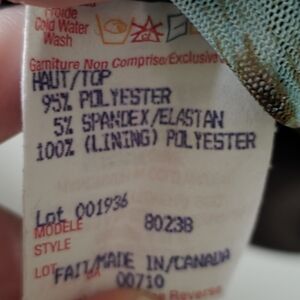 Froide
Cold Water
Wash
Garniture Non Comprise/Exclusive
HAUT/TOP
95% POLYESTER
5% SPANDEX/ELASTAN
100% (LINING) POLYESTER
Lot 001936
MODELE 80238
STYLE
LOT FAIT/MADE IN/CANADA
00710
Reverse